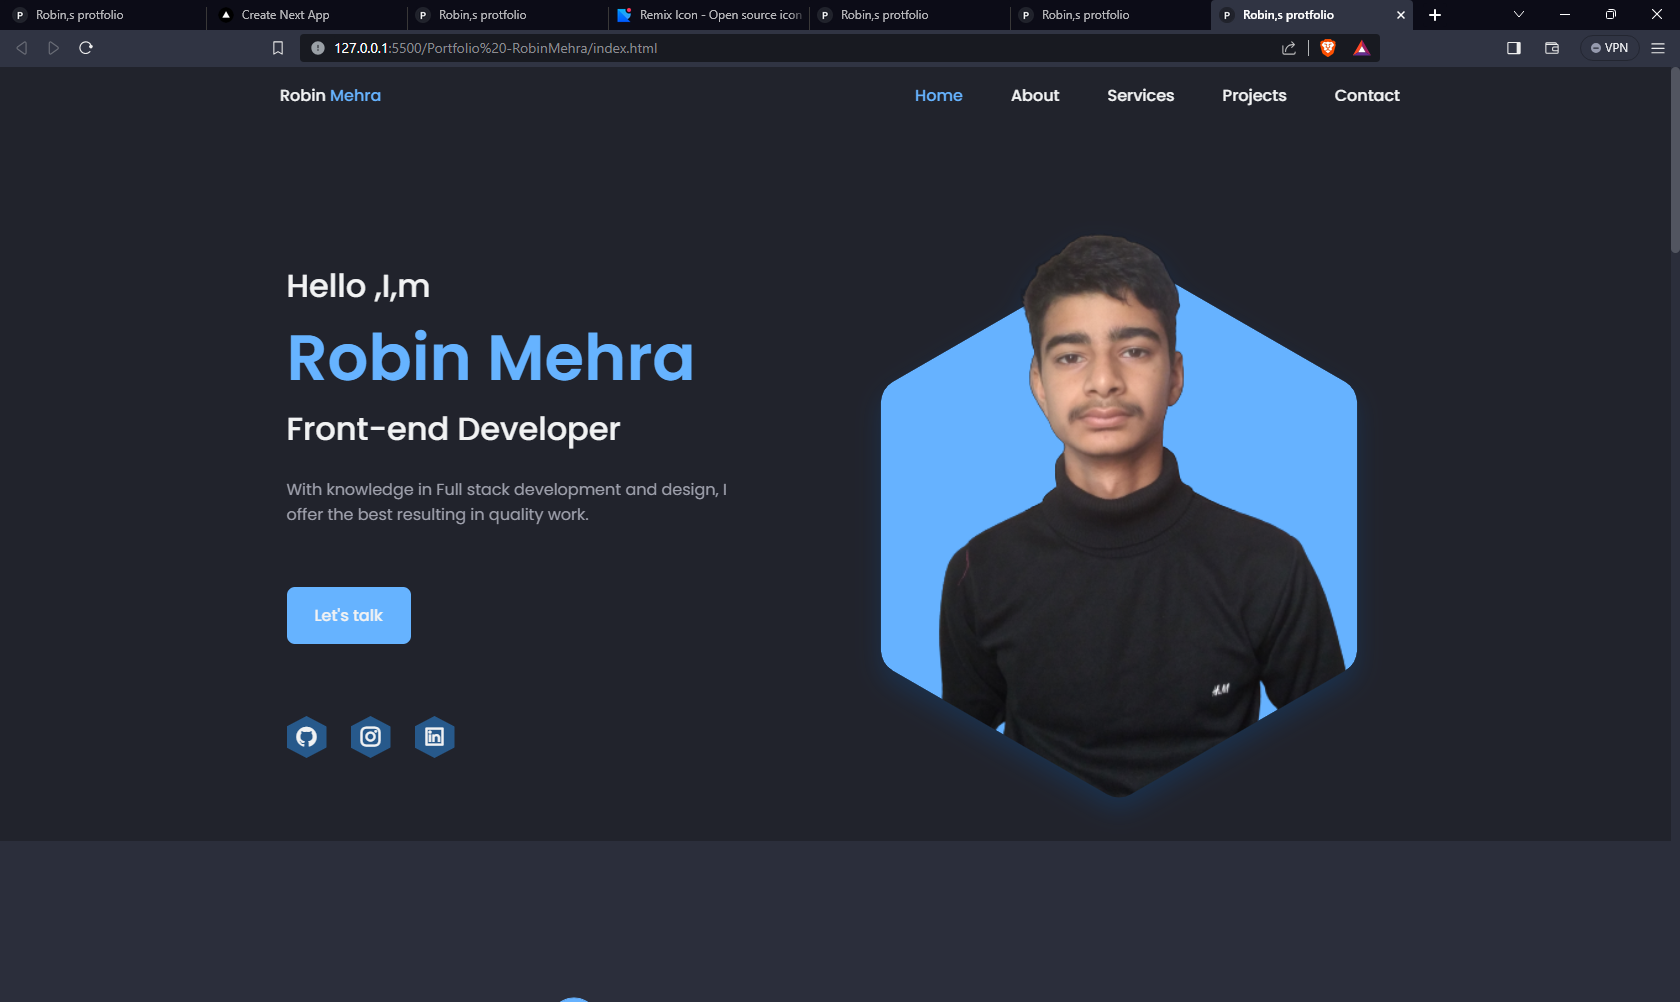 Robin,s protfolio
Create Next App
Robin,s protfolio
Remix Icon - Open source icon
Robin,s protfolio
Robin,s protfolio
Robin,s protfolio
127.0.0.1:5500/Portfolio%20-RobinMehra/index.html
VPN
Robin Mehra
Home
About
Services
Projects
Contact
Hello ,I,m
Robin Mehra
Front-end Developer
With knowledge in Full stack development and design, I
offer the best resulting in quality work.
Let's talk
H&M